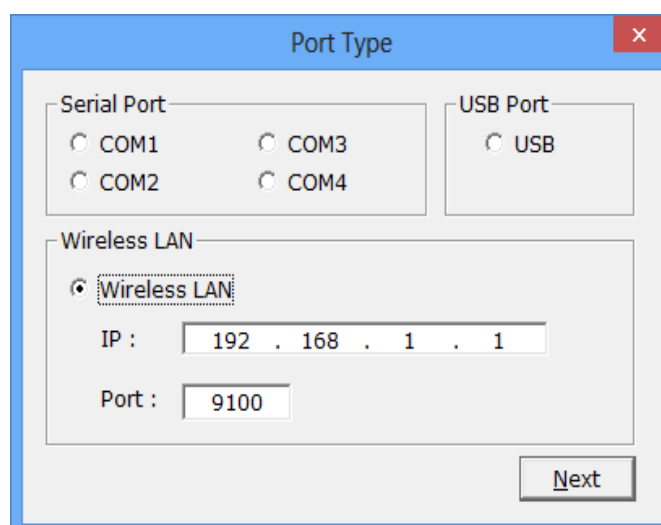 Port Type
x
Serial Port
COM1 COM3
COM2 COM4
USB Port
USB
Wireless LAN
Wireless LAN
IP : 192 . 168 . 1 . 1
Port : 9100
Next